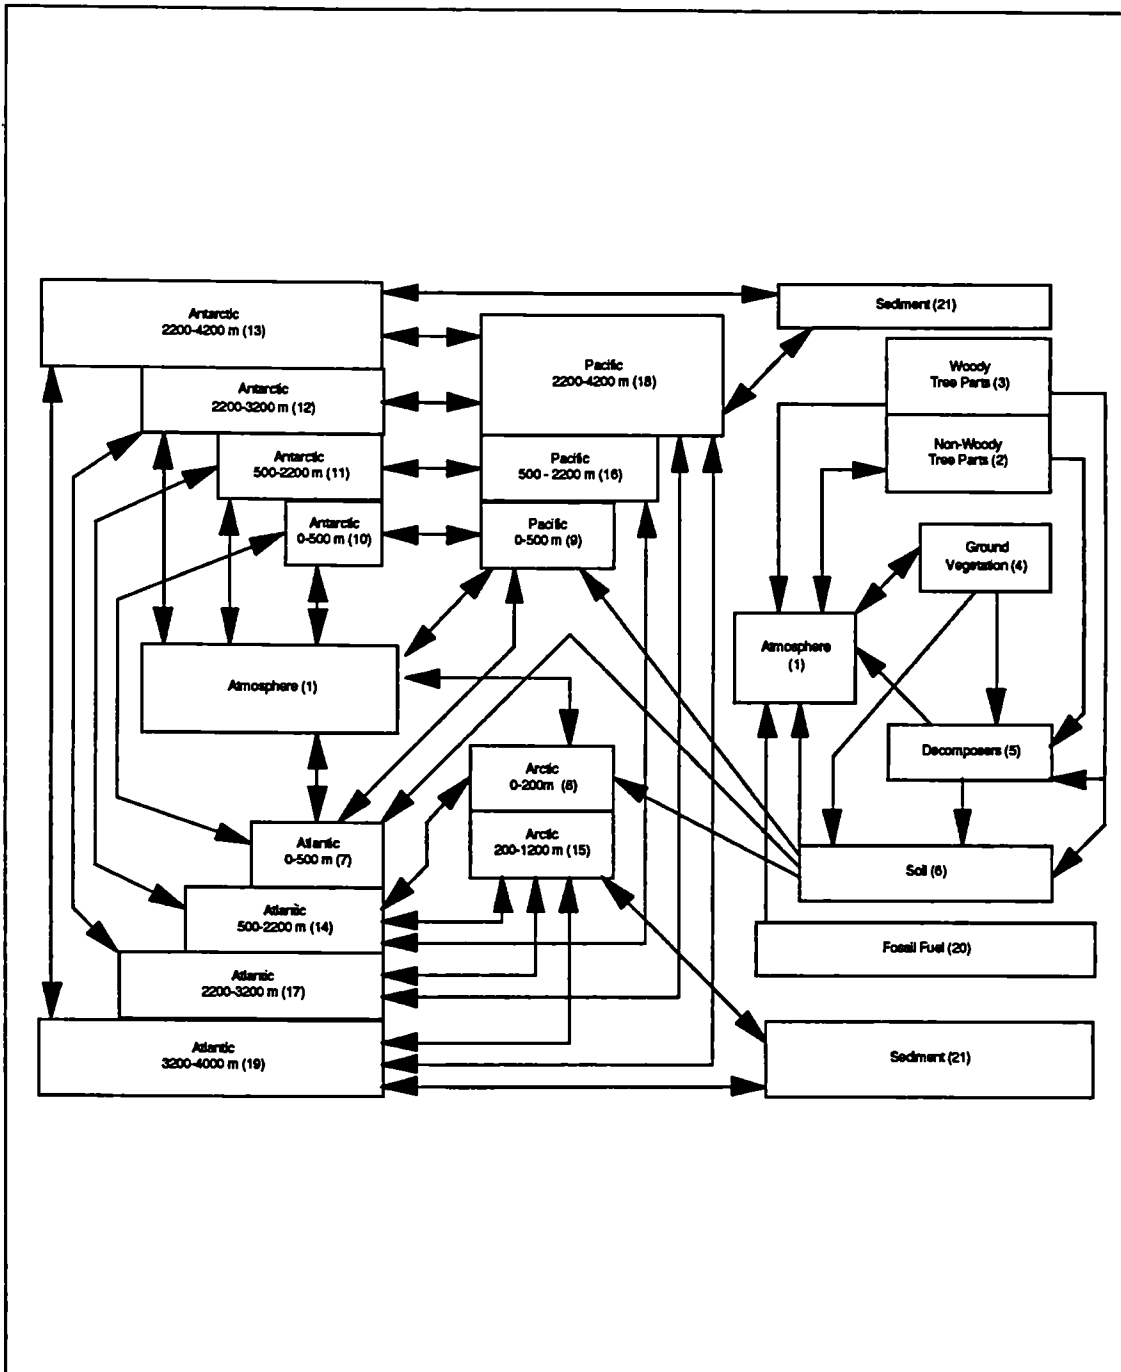 Antarctic
2200-4200 m (13)
Sediment (21)
Pacific
2200-4200 m (18)
Woody
Tree Parts (3)
Antarctic
2200-3200 m (12)
Non-Woody
Tree Parts (2)
Antarctic
500-2200 m (11)
Pacific
500 - 2200 m (16)
Antarctic
0-500 m (10)
Pacific
0-500 m (9)
Ground
Vegetation (4)
Atmosphere (1)
Atmosphere
(1)
Decomposers (5)
Arctic
0-200m (8)
Arctic
200-1200 m (15)
Atlantic
0-500 m (7)
Soil (6)
Atlantic
500-2200 m (14)
Fossil Fuel (20)
Atlantic
2200-3200 m (17)
Atlantic
3200-4000 m (19)
Sediment (21)